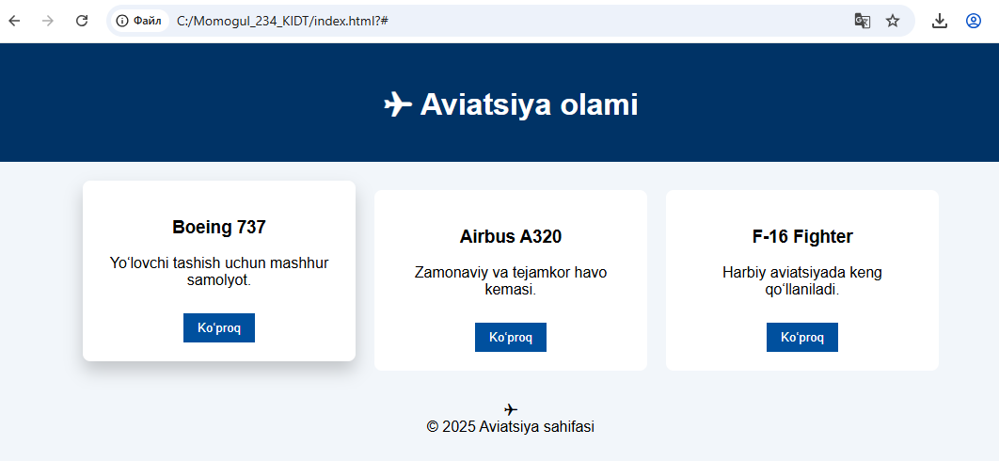 Файл C:/Momogul_234_KIDT/index.html?#
✈ Aviatsiya olami
Boeing 737
Yo‘lovchi tashish uchun mashhur
samolyot.
Ko‘proq
Airbus A320
Zamonaviy va tejamkor havo
kemasi.
Ko‘proq
F-16 Fighter
Harbiy aviatsiyada keng
qo‘llaniladi.
Ko‘proq
✈
© 2025 Aviatsiya sahifasi